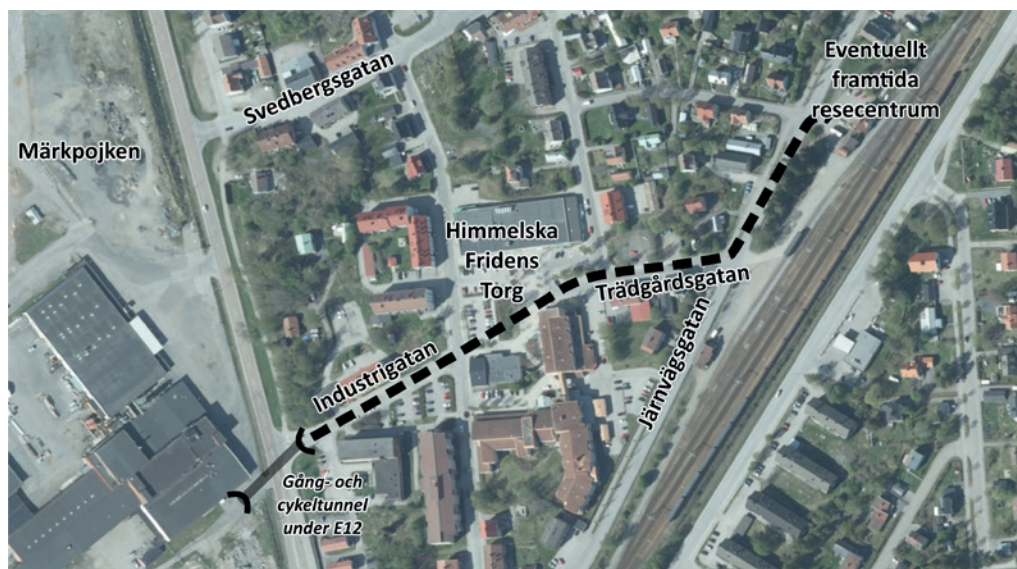 Eventuellt
framtida
resecentrum
Svedbergsgatan
Märkpojken
Himmelska
Fridens
Torg
Trädgårdsgatan
Industrigatan
Järnvägsgatan
Gång- och
cykeltunnel
under E12